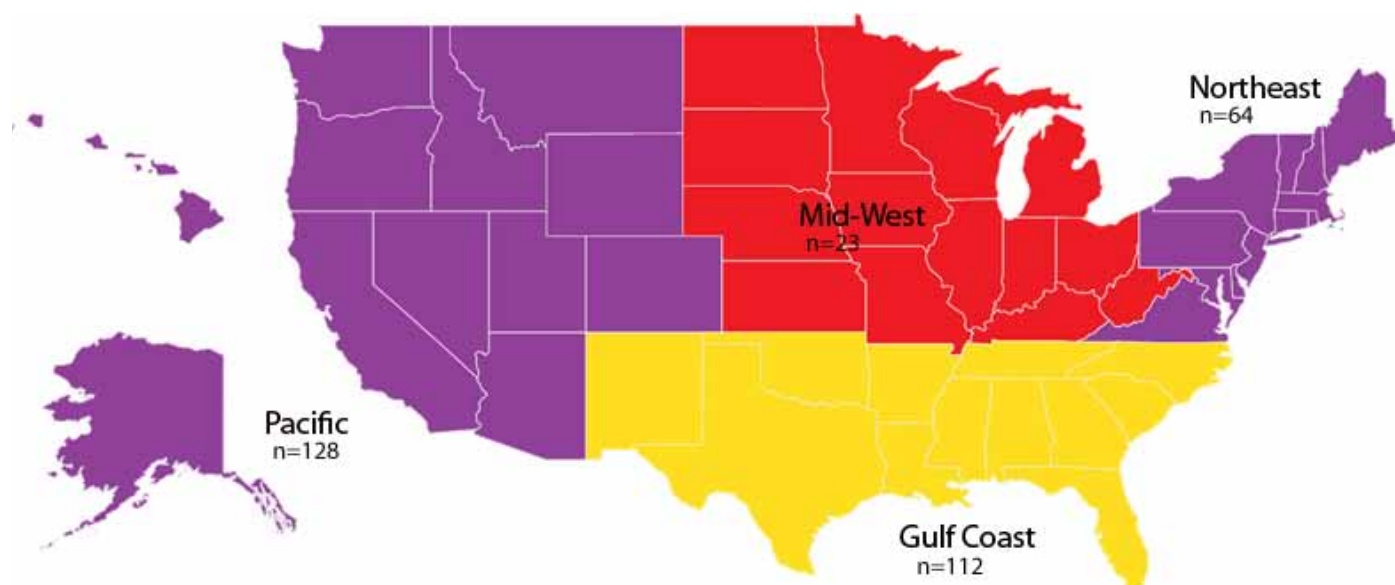 Northeast
n=64
Mid-West
n=23
Pacific
n=128
Gulf Coast
n=112